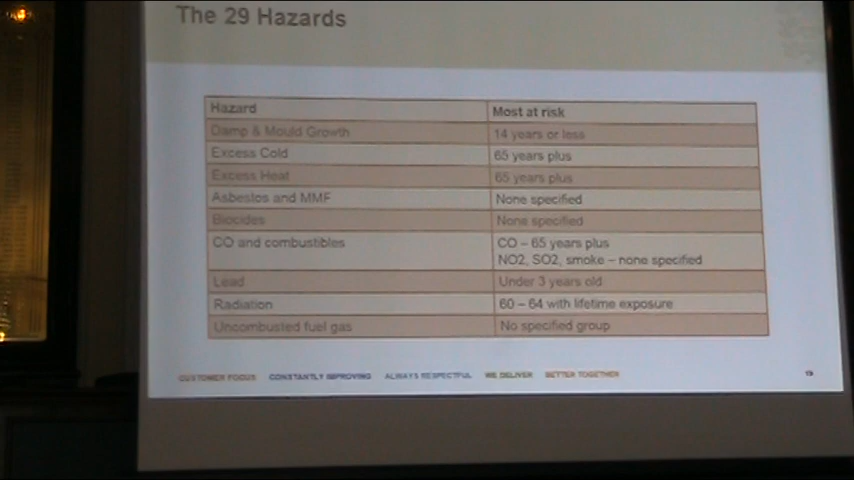 The 29 Hazards
Hazard Most at risk
Damp & Mould Growth 14 years or less
Excess Cold 65 years plus
Excess Heat 65 years plus
Asbestos and MMF None specified
Biocides None specified
CO and combustibles CO – 65 years plus
NO2, SO2, smoke – none specified
Lead Under 3 years old
Radiation 60 – 64 with lifetime exposure
Uncombusted fuel gas No specified group
CUSTOMER FOCUS CONSTANTLY IMPROVING ALWAYS RESPECTFUL WE DELIVER BETTER TOGETHER